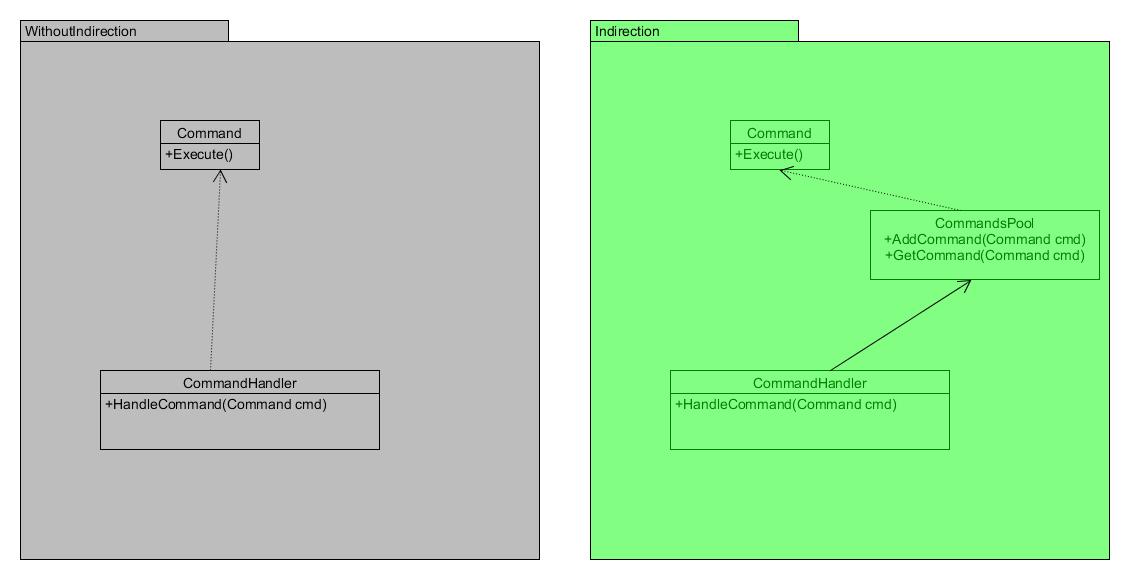 WithoutIndirection
Command
+Execute()
CommandHandler
+HandleCommand(Command cmd)
Indirection
Command
+Execute()
CommandsPool
+AddCommand(Command cmd)
+GetCommand(Command cmd)
CommandHandler
+HandleCommand(Command cmd)